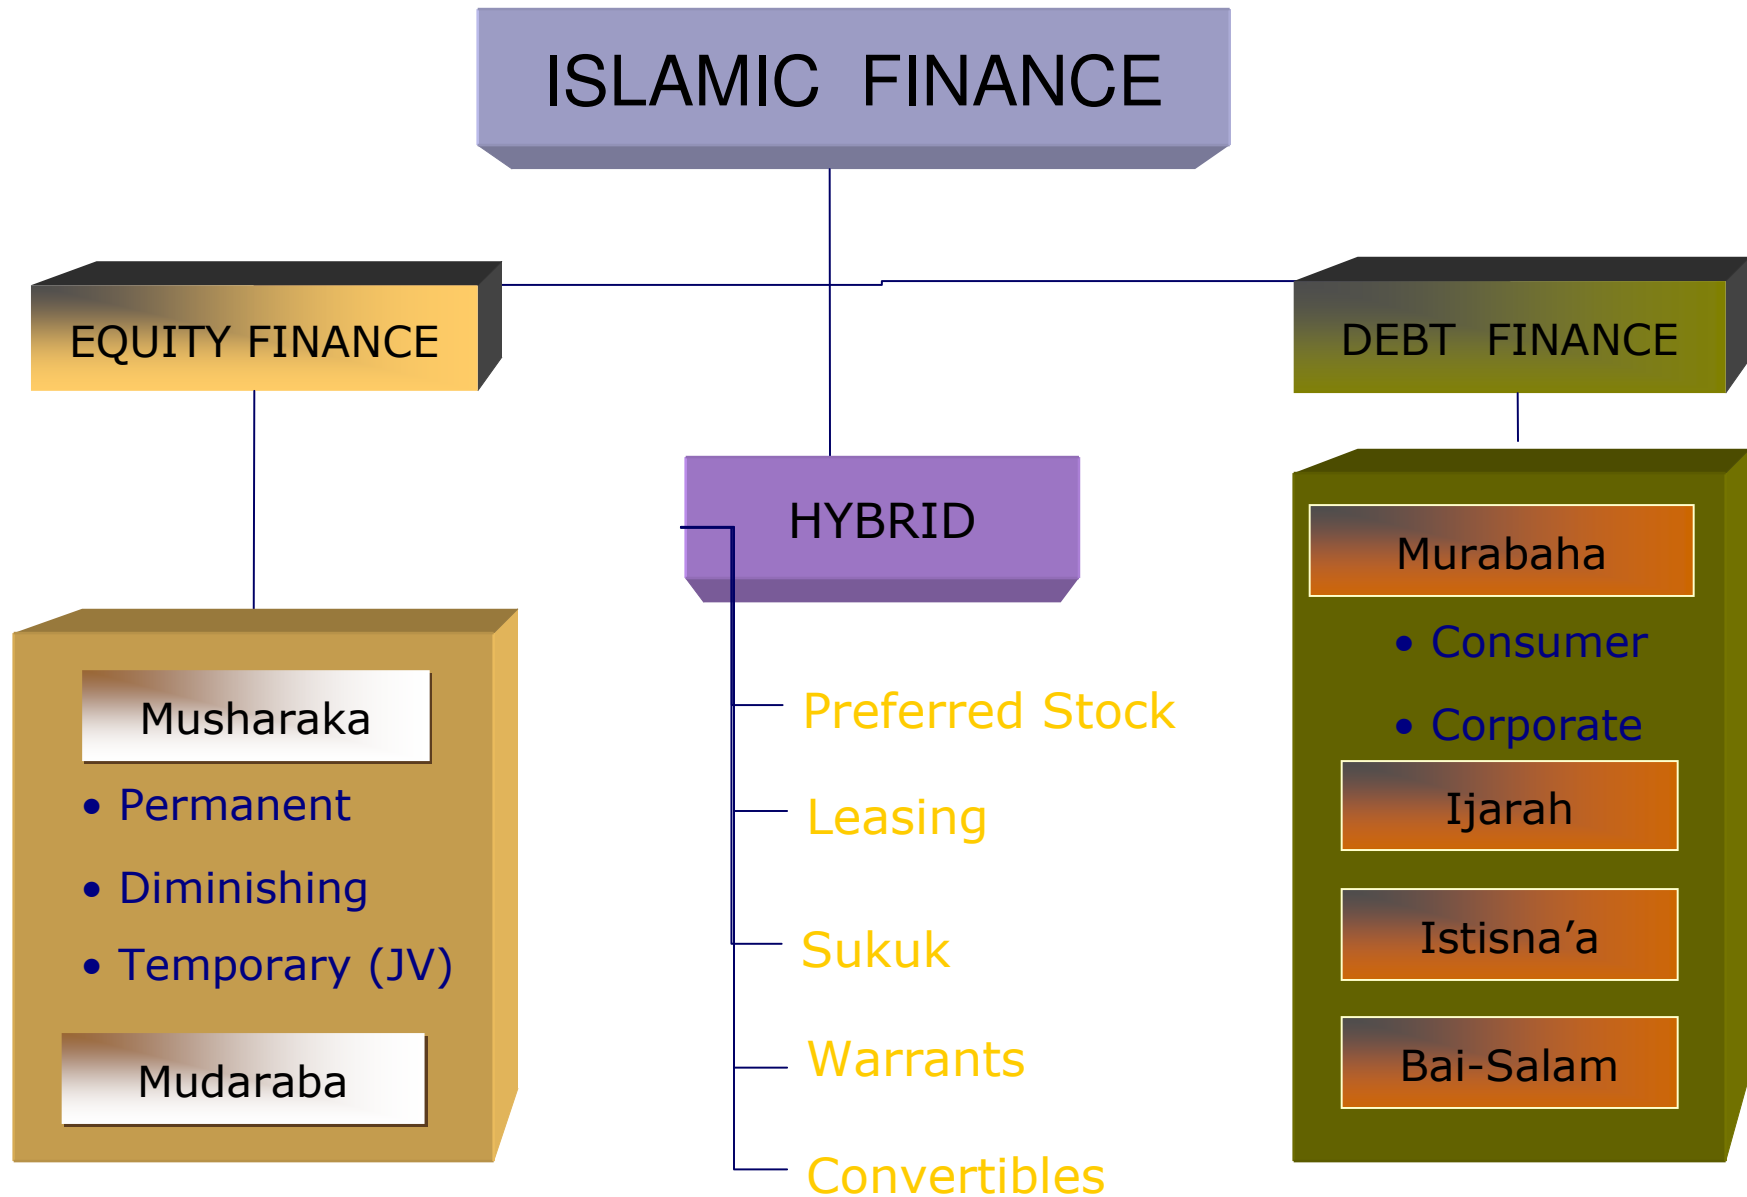 ISLAMIC FINANCE
EQUITY FINANCE
Musharaka
• Permanent
• Diminishing
• Temporary (JV)
Mudaraba
HYBRID
Preferred Stock
Leasing
Sukuk
Warrants
Convertibles
DEBT FINANCE
Murabaha
• Consumer
• Corporate
Ijarah
Istisna’a
Bai-Salam